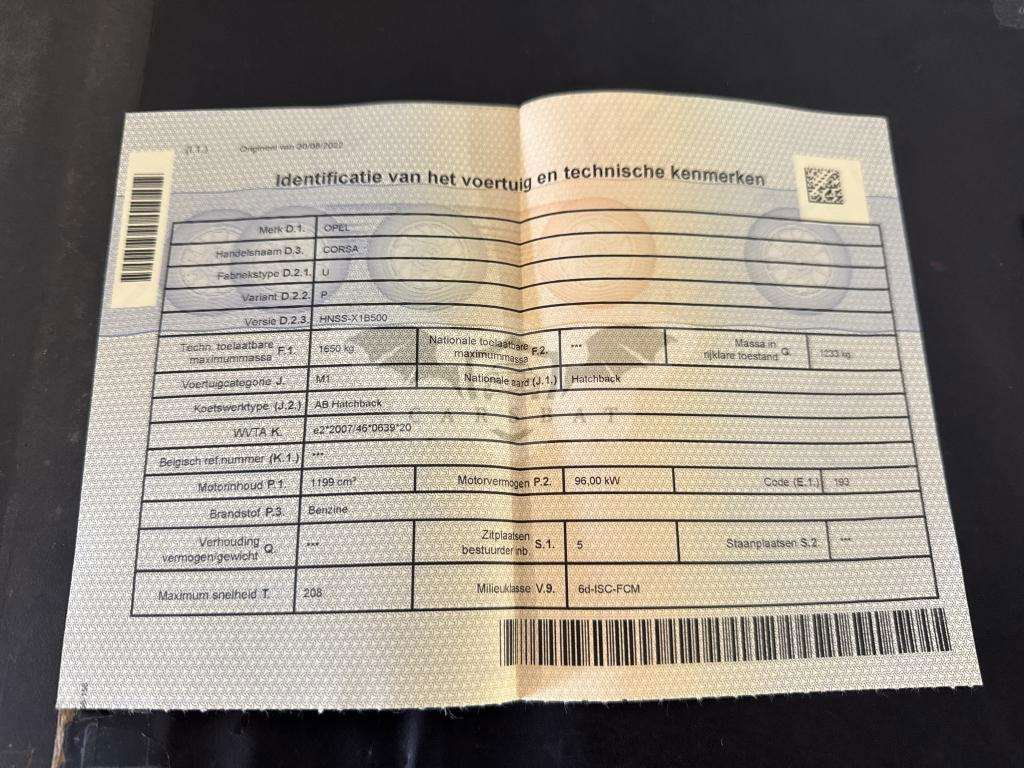 (I.1.) Origineel van 30/06/2022
Identificatie van het voertuig en technische kenmerken
Merk D.1. OPEL
Handelsnaam D.3. CORSA
Fabriekstype D.2.1. U
Variant D.2.2. P
Versie D.2.3. HNSS-X1B500
Techn. toelaatbare maximummassa F.1. 1650 kg Nationale toelaatbare maximummassa F.2. *** Massa in rijklare toestand G. 1233 kg
Voertuigcategorie J. M1 Nationale aard (J.1.) Hatchback
Koetswerktype (J.2.) AB Hatchback
CAR BAT
WVTA K. e2*2007/46*0639*20
Belgisch ref.nummer (K.1.) ***
Motorinhoud P.1. 1199 cm³ Motorvermogen P.2. 96,00 kW Code (E.1.) 193
Brandstof P.3. Benzine
Verhouding vermogen/gewicht Q. *** Zitplaatsen bestuurder inb. S.1. 5 Staanplaatsen S.2. ***
Maximum snelheid T. 208 Milieuklasse V.9. 6d-ISC-FCM